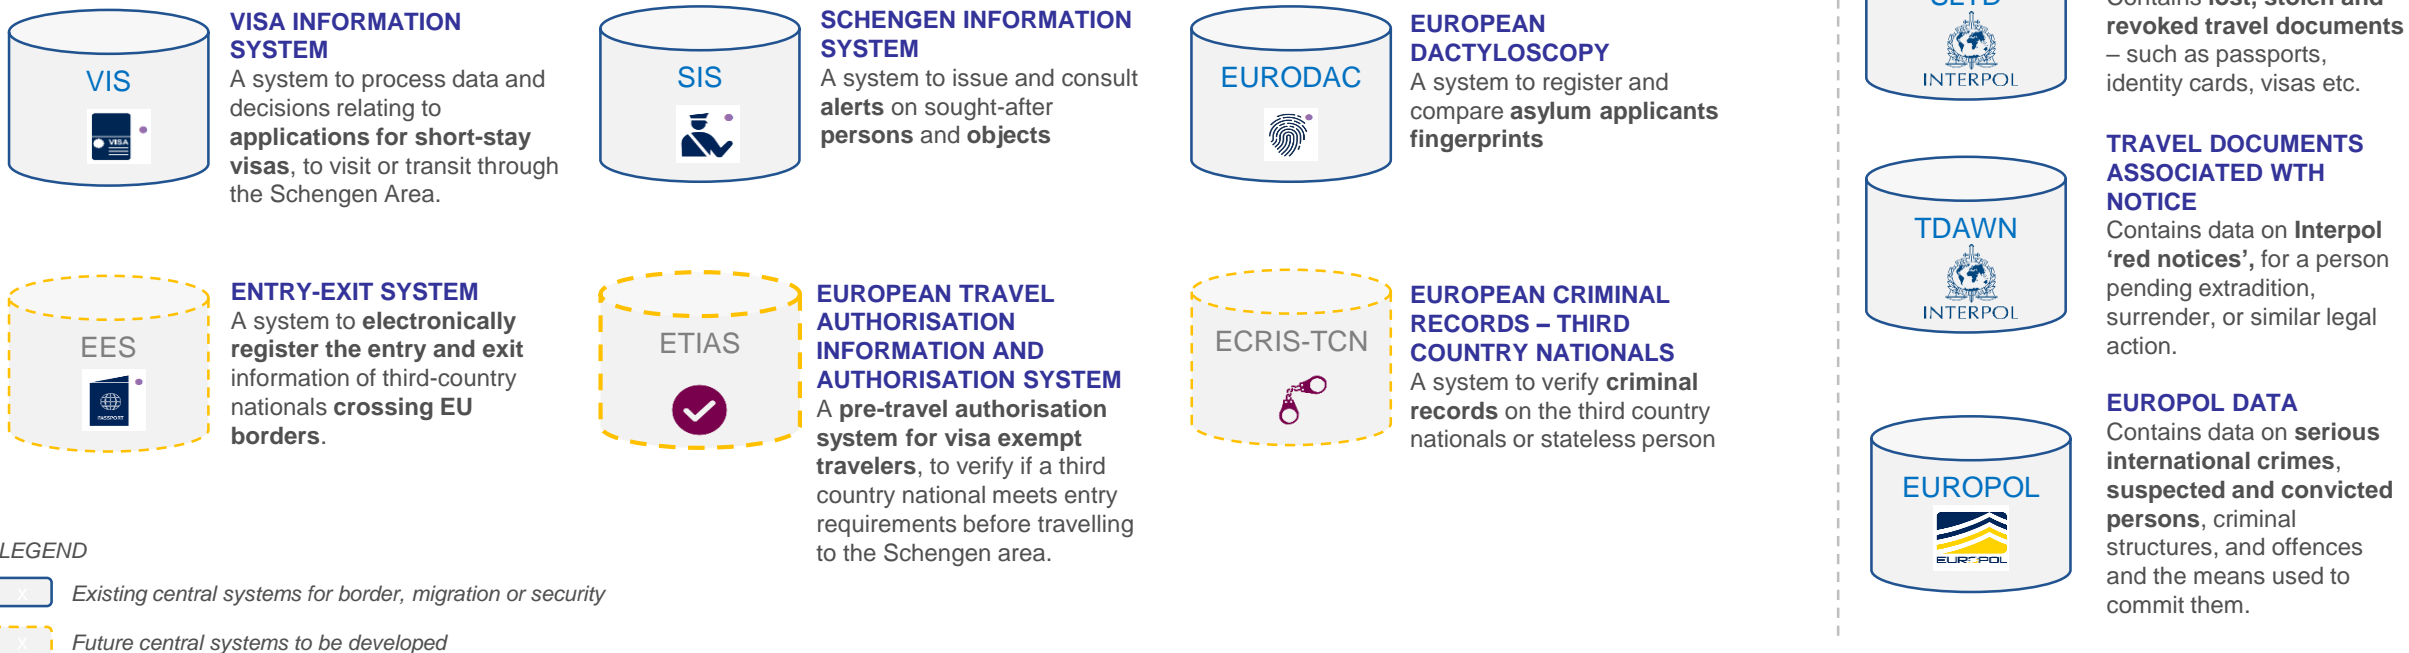 VIS
VISA
VISA INFORMATION
SYSTEM
A system to process data and
decisions relating to
applications for short-stay
visas, to visit or transit through
the Schengen Area.
SIS
SCHENGEN INFORMATION
SYSTEM
A system to issue and consult
alerts on sought-after
persons and objects
EURODAC
EUROPEAN
DACTYLOSCOPY
A system to register and
compare asylum applicants
fingerprints
EES
PASSPORT
ENTRY-EXIT SYSTEM
A system to electronically
register the entry and exit
information of third-country
nationals crossing EU
borders.
ETIAS
EUROPEAN TRAVEL
AUTHORISATION
INFORMATION AND
AUTHORISATION SYSTEM
A pre-travel authorisation
system for visa exempt
travelers, to verify if a third
country national meets entry
requirements before travelling
to the Schengen area.
ECRIS-TCN
EUROPEAN CRIMINAL
RECORDS – THIRD
COUNTRY NATIONALS
A system to verify criminal
records on the third country
nationals or stateless person
INTERPOL
Contains lost, stolen and
revoked travel documents
– such as passports,
identity cards, visas etc.
TDAWN
INTERPOL
TRAVEL DOCUMENTS
ASSOCIATED WTH
NOTICE
Contains data on Interpol
‘red notices’, for a person
pending extradition,
surrender, or similar legal
action.
EUROPOL
EUROPOL
EUROPOL DATA
Contains data on serious
international crimes,
suspected and convicted
persons, criminal
structures, and offences
and the means used to
commit them.
LEGEND
x
Existing central systems for border, migration or security
x
Future central systems to be developed